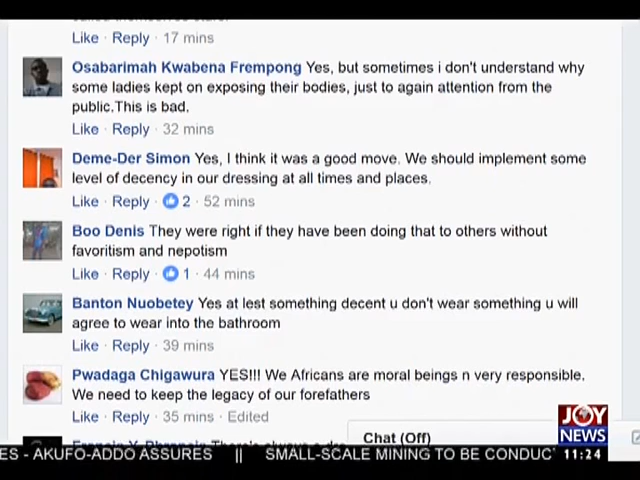 Like · Reply · 17 mins
Osabarimah Kwabena Frempong Yes, but sometimes i don't understand why
some ladies kept on exposing their bodies, just to again attention from the
public.This is bad.
Like · Reply · 32 mins
Deme-Der Simon Yes, I think it was a good move. We should implement some
level of decency in our dressing at all times and places.
Like · Reply · 2 · 52 mins
Boo Denis They were right if they have been doing that to others without
favoritism and nepotism
Like · Reply · 1 · 44 mins
Banton Nuobetey Yes at lest something decent u don't wear something u will
agree to wear into the bathroom
Like · Reply · 39 mins
Pwadaga Chigawura YES!!! We Africans are moral beings n very responsible.
We need to keep the legacy of our forefathers
Like · Reply · 35 mins · Edited
Chat (Off)
JOY
NEWS
ES - AKUFO-ADDO ASSURES || SMALL-SCALE MINING TO BE CONDUC
11:24